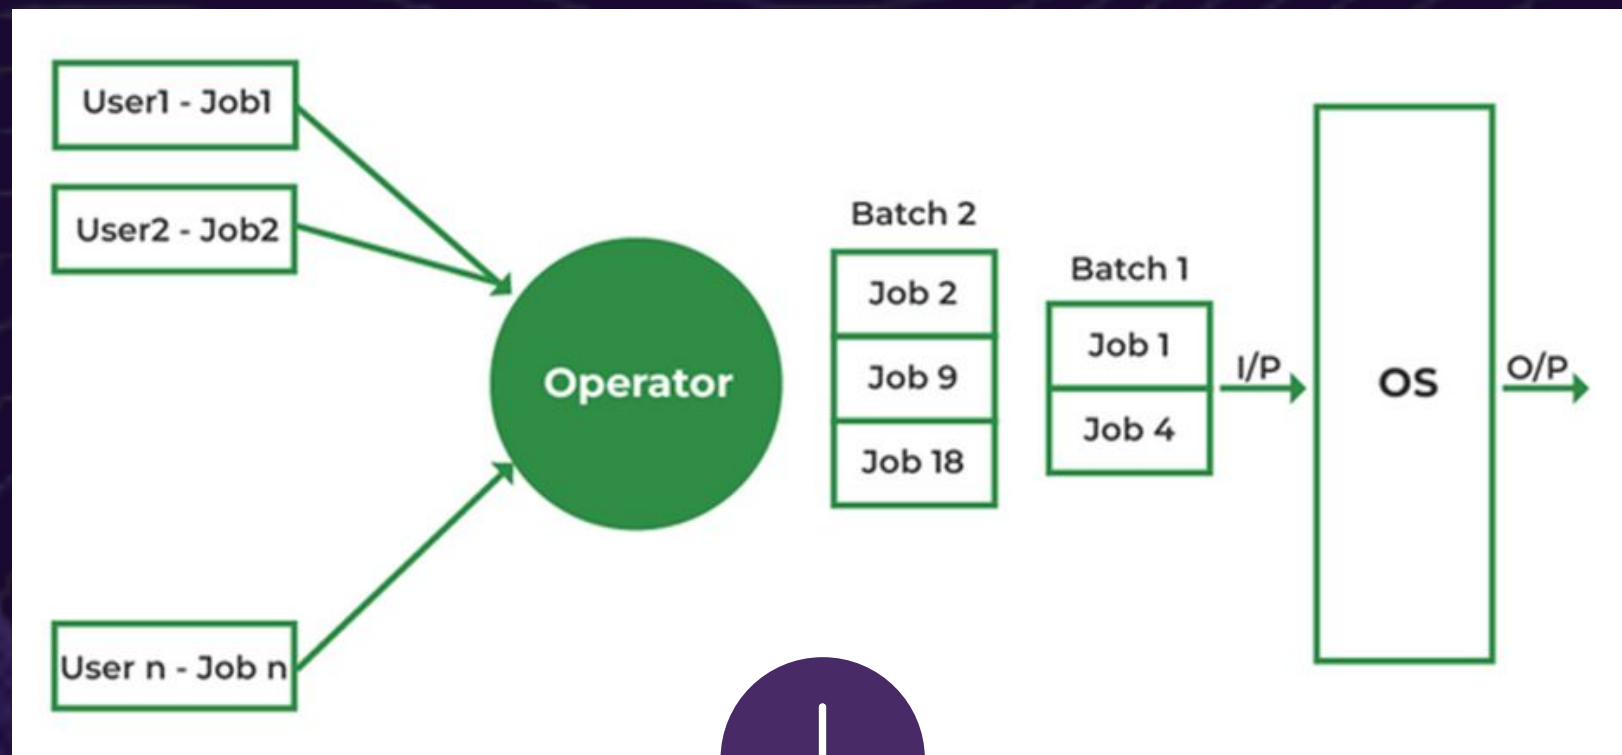 User1 - Job1
User2 - Job2
User n - Job n
Operator
Batch 2
Job 2
Job 9
Job 18
Batch 1
Job 1
Job 4
I/P
OS
O/P